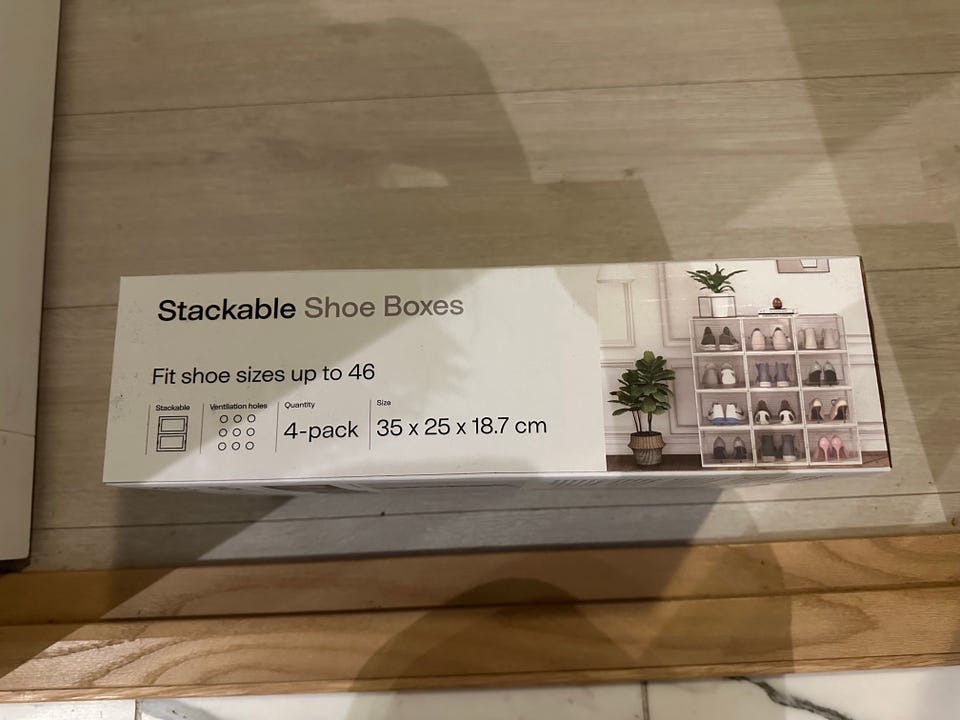 Stackable Shoe Boxes
Fit shoe sizes up to 46
Stackable
Ventilation holes
Quantity
4-pack
Size
35 x 25 x 18.7 cm